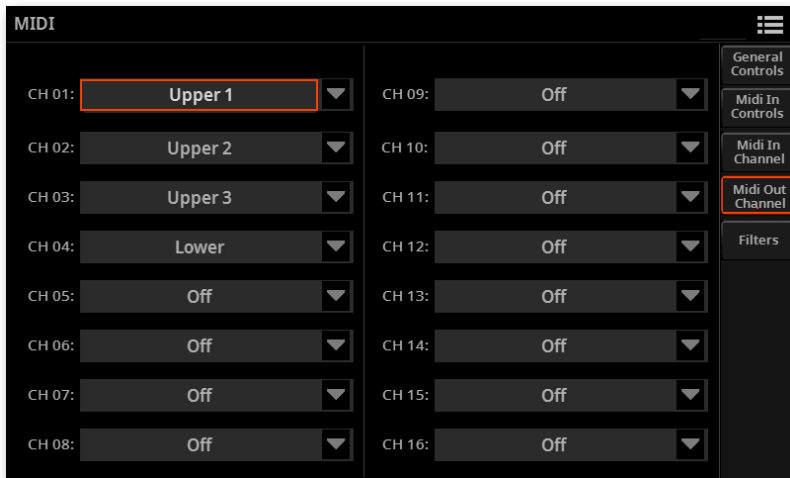 MIDI
CH 01: Upper 1
CH 02: Upper 2
CH 03: Upper 3
CH 04: Lower
CH 05: Off
CH 06: Off
CH 07: Off
CH 08: Off
CH 09: Off
CH 10: Off
CH 11: Off
CH 12: Off
CH 13: Off
CH 14: Off
CH 15: Off
CH 16: Off
General
Controls
Midi In
Controls
Midi In
Channel
Midi Out
Channel
Filters